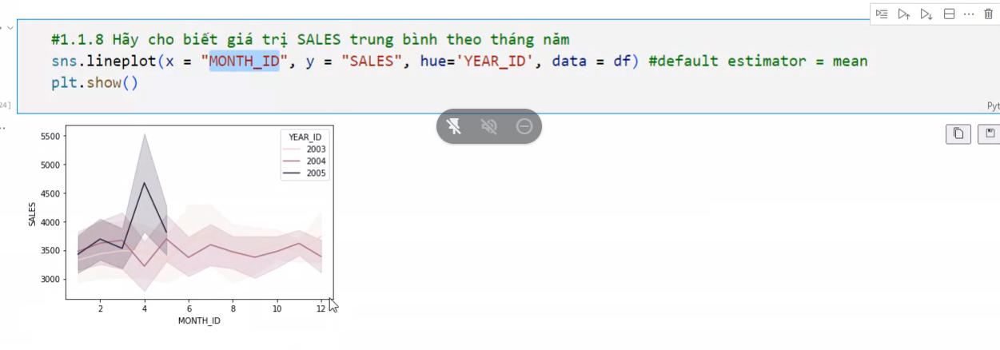 #1.1.8 Hãy cho biết giá trị SALES trung bình theo tháng năm
sns.lineplot(x = "MONTH_ID", y = "SALES", hue='YEAR_ID', data = df) #default estimator = mean
plt.show()
24]
Pyt
YEAR_ID
2003
2004
2005
5500
5000
4500
4000
3500
3000
SALES
2 4 6 8 10 12
MONTH_ID